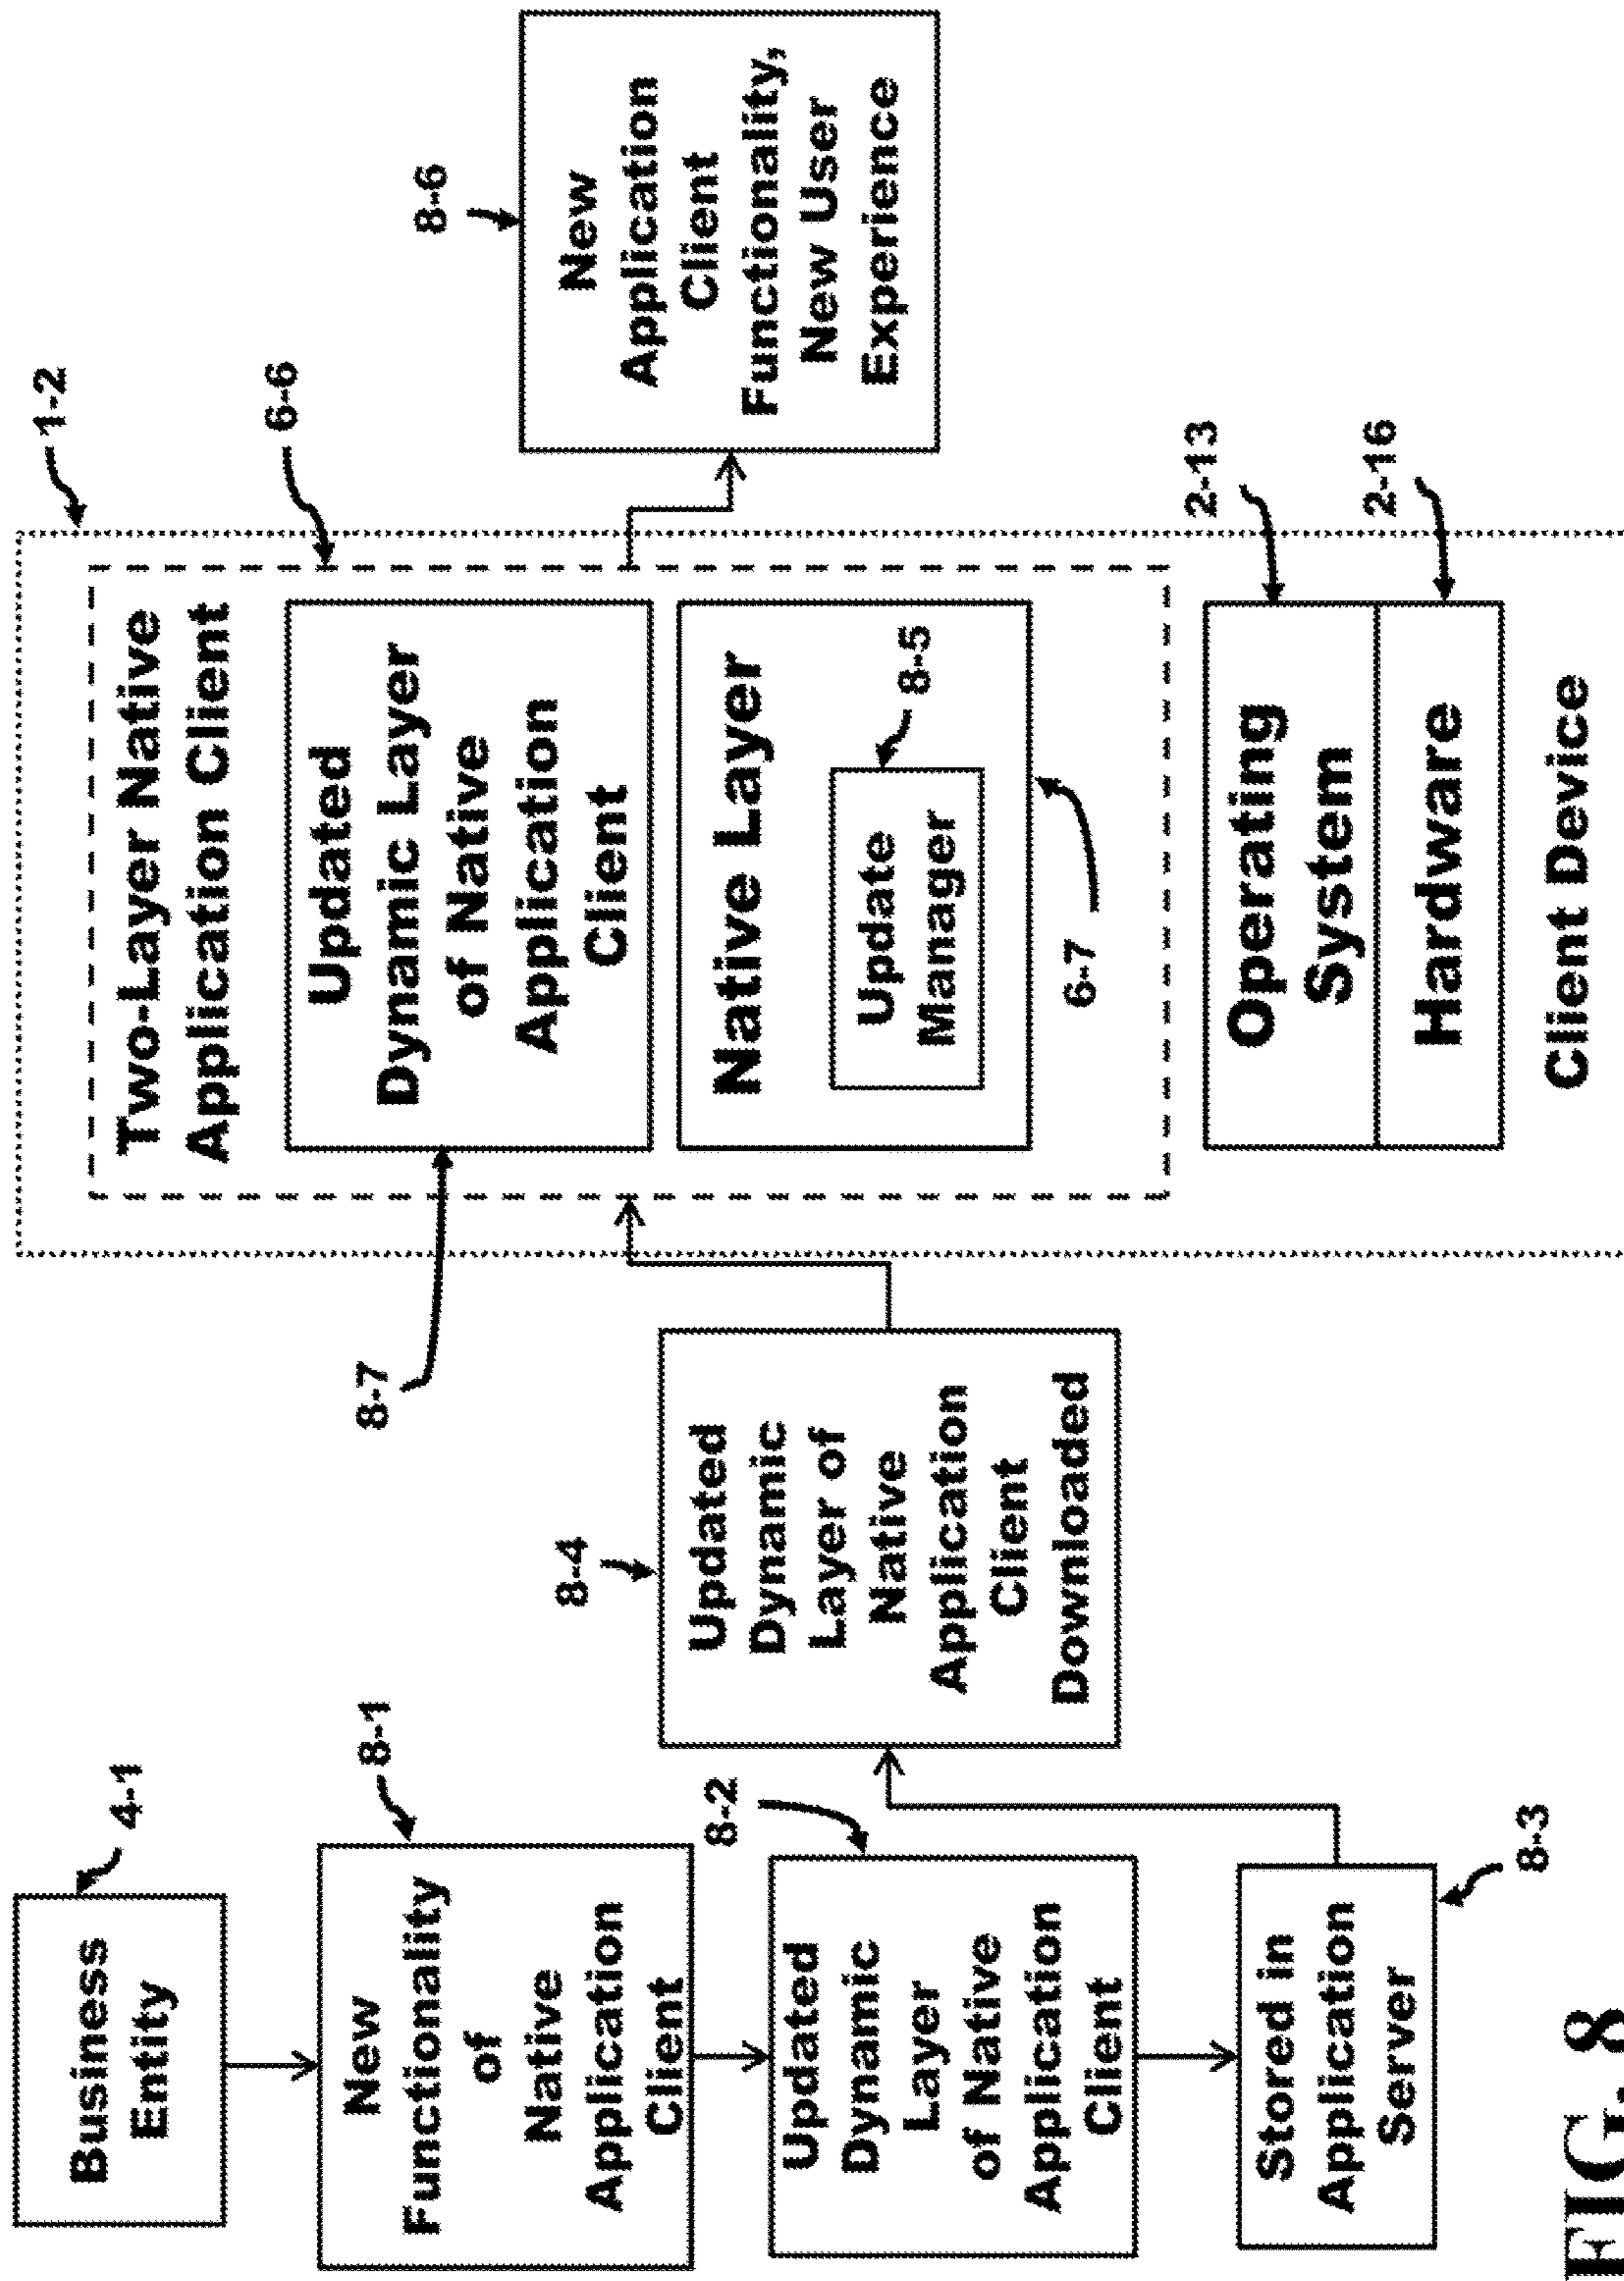 Business
Entity
4-1
New
Functionality
of
Native
Application
Client
8-1
Updated
Dynamic
Layer
of Native
Application
Client
8-2
Stored in
Application
Server
8-3
8-4
Updated
Dynamic
Layer of
Native
Application
Client
Downloaded
8-7
1-2
Two-Layer Native
Application Client
6-6
Updated
Dynamic Layer
of Native
Application
Client
Native Layer
8-5
Update
Manager
6-7
Operating
System
2-13
Hardware
2-16
Client Device
8-6
New
Application
Client
Functionality,
New User
Experience
FIG. 8